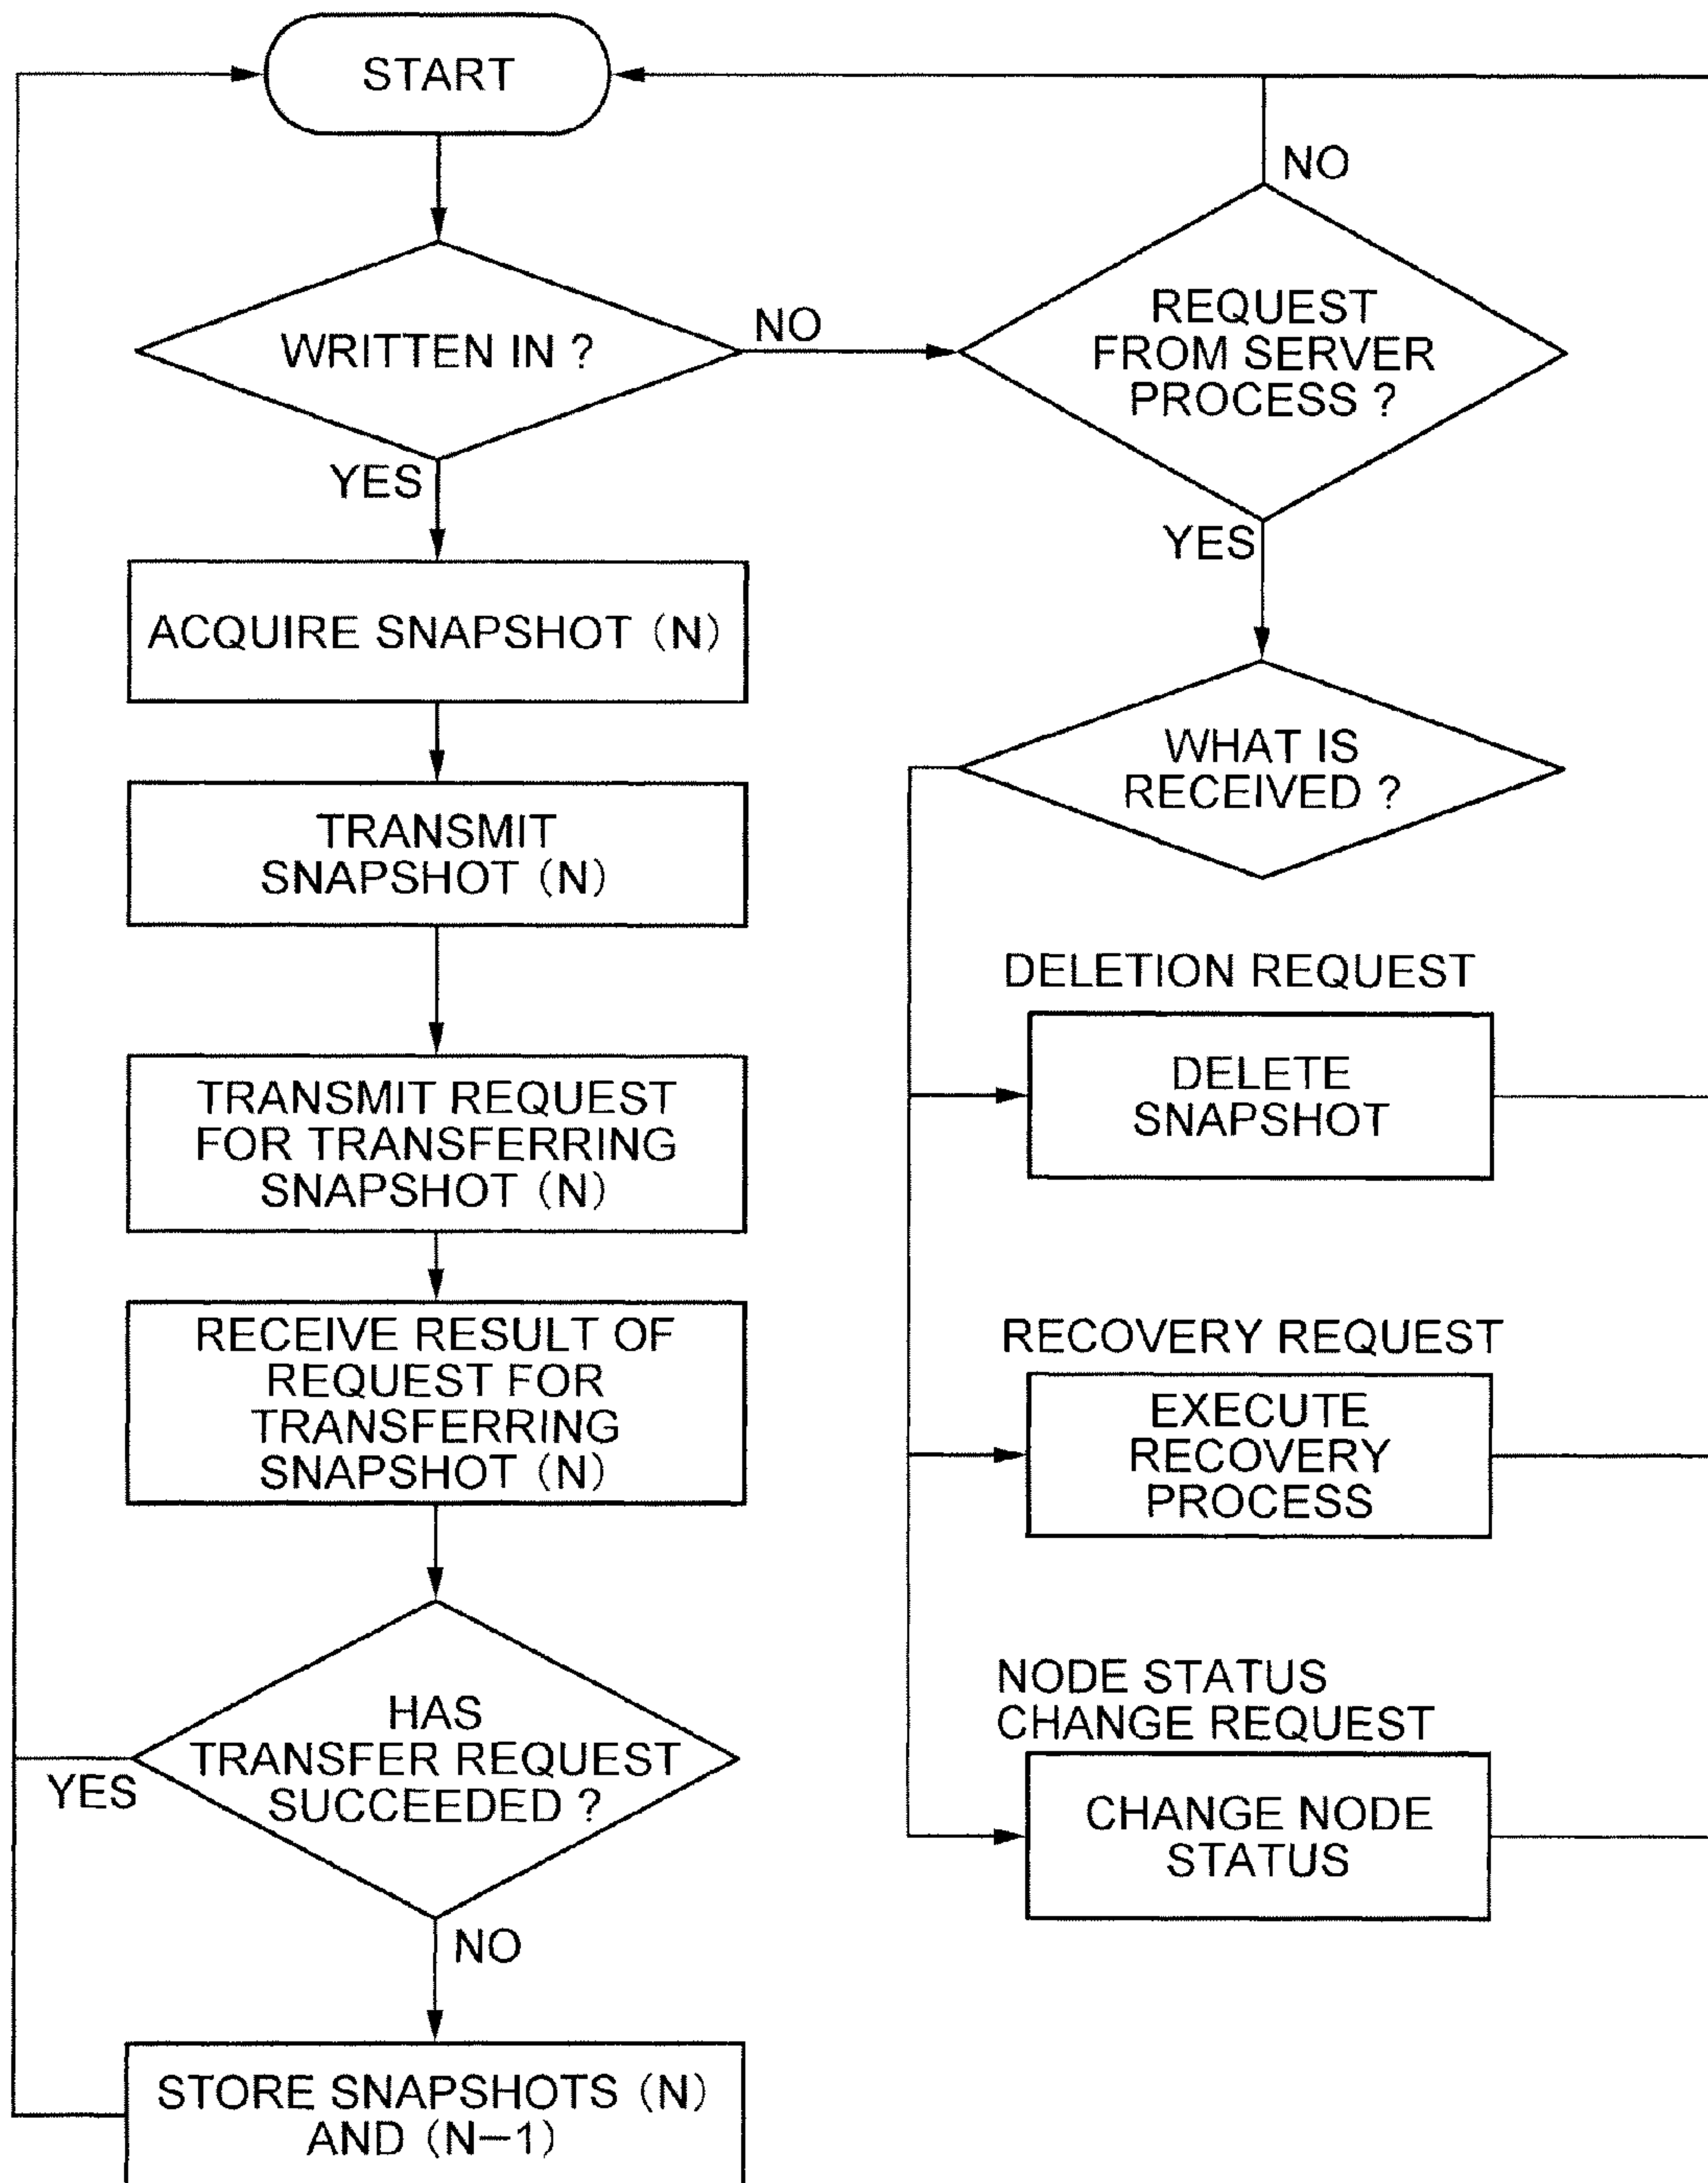 START
WRITTEN IN ?
YES
NO
ACQUIRE SNAPSHOT (N)
TRANSMIT
SNAPSHOT (N)
TRANSMIT REQUEST
FOR TRANSFERRING
SNAPSHOT (N)
RECEIVE RESULT OF
REQUEST FOR
TRANSFERRING
SNAPSHOT (N)
HAS
TRANSFER REQUEST
SUCCEEDED ?
YES
NO
STORE SNAPSHOTS (N)
AND (N-1)
NO
REQUEST
FROM SERVER
PROCESS ?
YES
WHAT IS
RECEIVED ?
DELETION REQUEST
DELETE
SNAPSHOT
RECOVERY REQUEST
EXECUTE
RECOVERY
PROCESS
NODE STATUS
CHANGE REQUEST
CHANGE NODE
STATUS